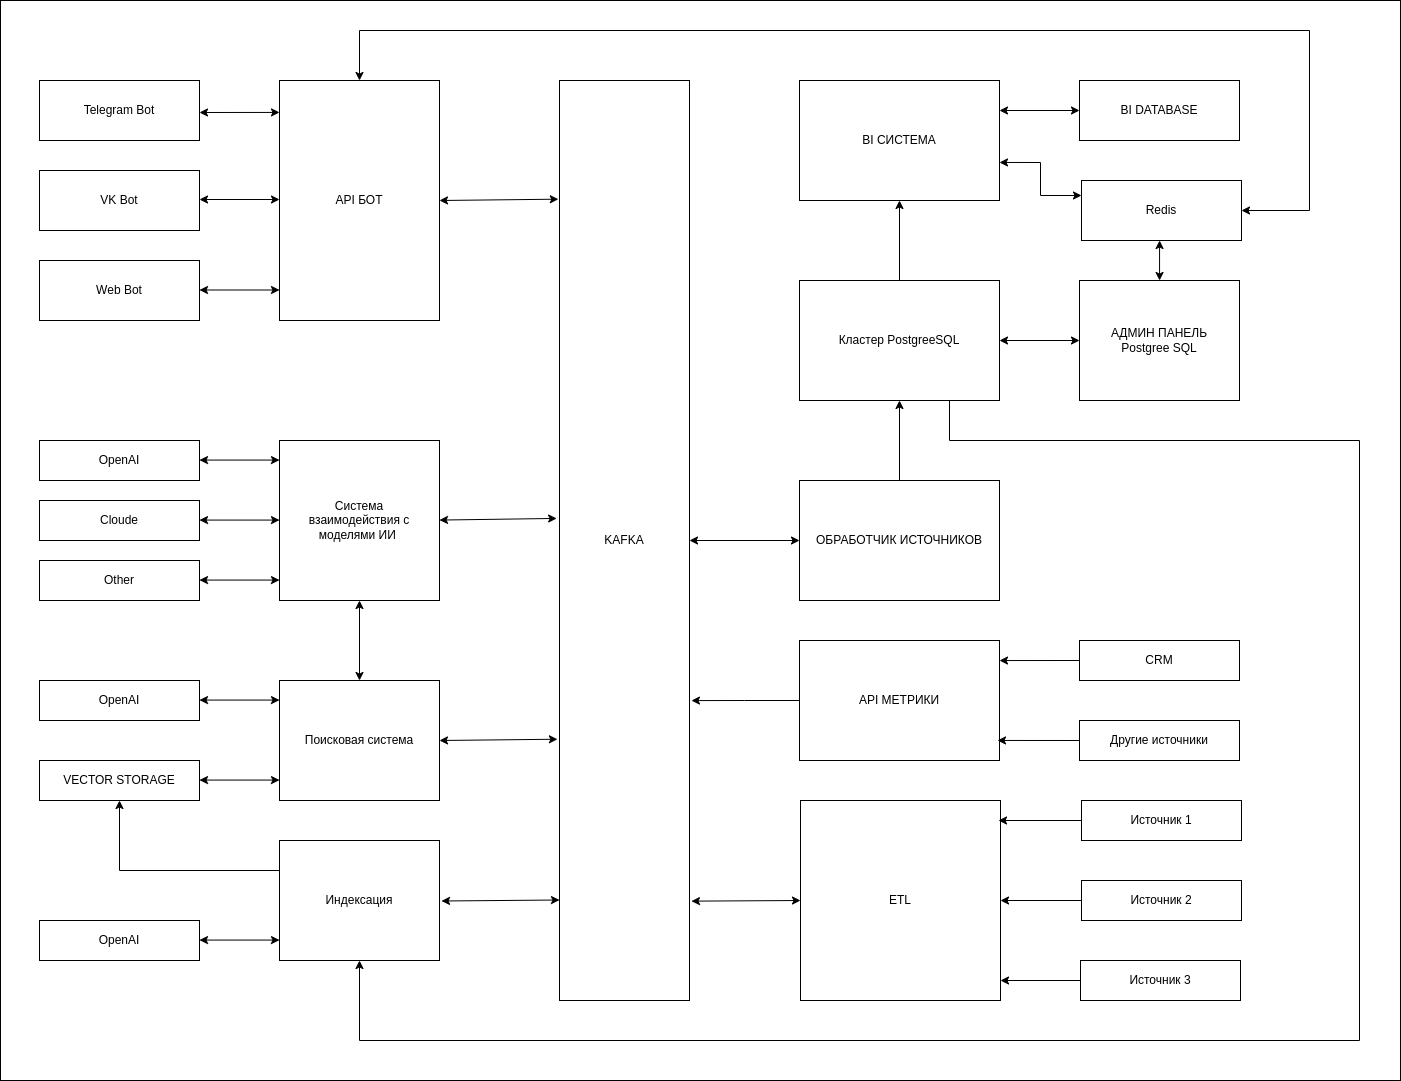 Telegram Bot
VK Bot
Web Bot
API БОТ
OpenAI
Cloude
Other
Система
взаимодействия с
моделями ИИ
OpenAI
VECTOR STORAGE
Поисковая система
Индексация
OpenAI
KAFKA
BI СИСТЕМА
BI DATABASE
Redis
Кластер PostgreeSQL
АДМИН ПАНЕЛЬ
Postgree SQL
ОБРАБОТЧИК ИСТОЧНИКОВ
API МЕТРИКИ
CRM
Другие источники
ETL
Источник 1
Источник 2
Источник 3